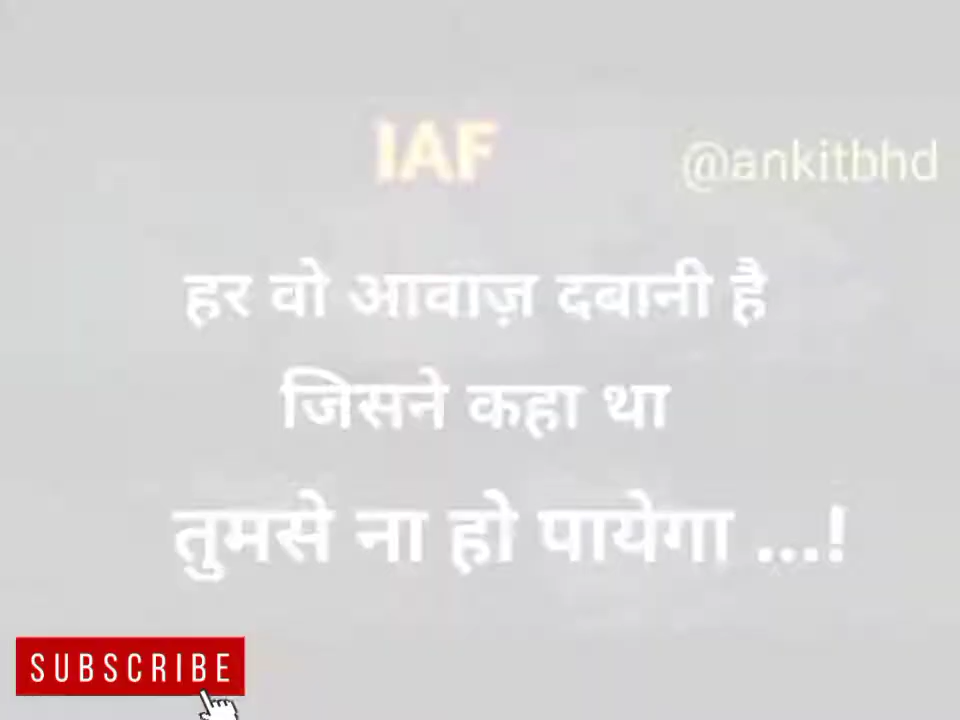 IAF
@ankitbhd
हर वो आवाज़ दबानी है
जिसने कहा था
तुमसे ना हो पायेगा ...!
SUBSCRIBE